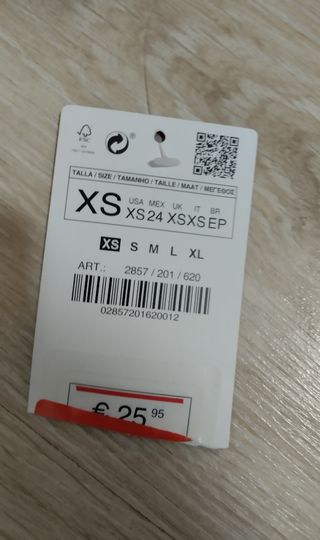 FSC
TALLA / SIZE / TAMANHO / TAILLE / MAAT / ΜΕΓΕΘΟΣ
XS
USA MEX UK IT BR
XS 24 XS XS EP
XS S M L XL
ART.: 2857 / 201 / 620
02857201620012
€ 25,95